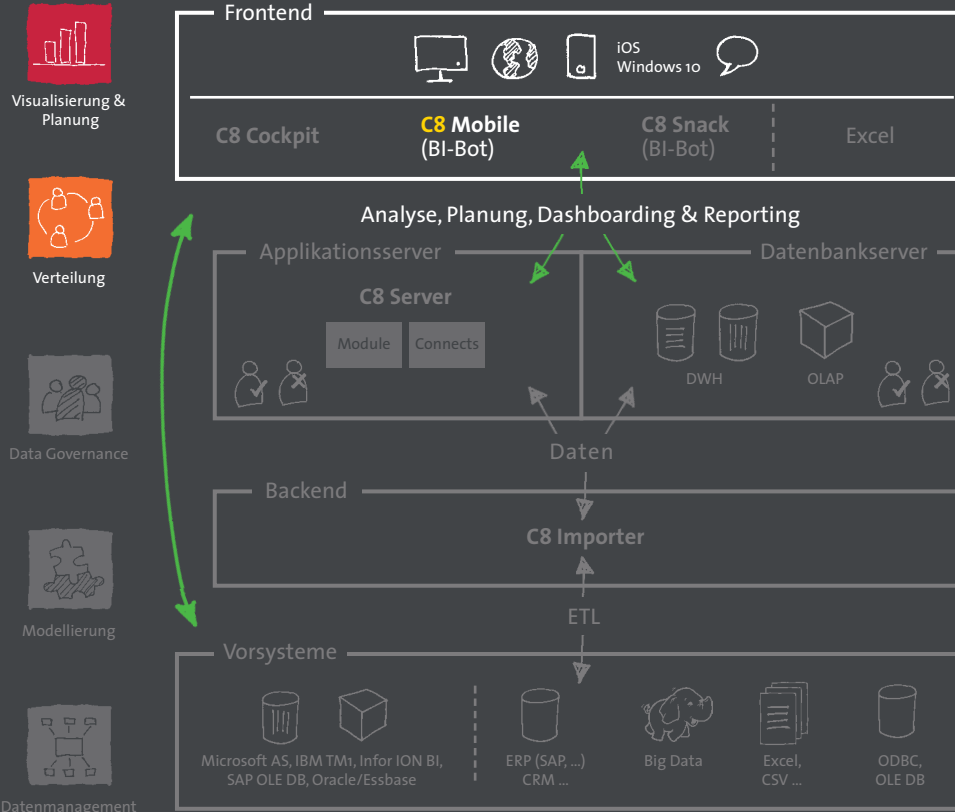 Frontend
iOS
Windows 10
Visualisierung &
Planung
C8 Cockpit
C8 Mobile
(BI-Bot)
C8 Snack
(BI-Bot)
Excel
Analyse, Planung, Dashboarding & Reporting
Verteilung
Applikationsserver
Datenbankserver
C8 Server
Module
Connects
DWH
OLAP
Data Governance
Daten
Backend
C8 Importer
Modellierung
ETL
Vorsysteme
Microsoft AS, IBM TM1, Infor ION BI,
SAP OLE DB, Oracle/Essbase
ERP (SAP, ...)
CRM ...
Big Data
Excel,
CSV ...
ODBC,
OLE DB
Datenmanagement